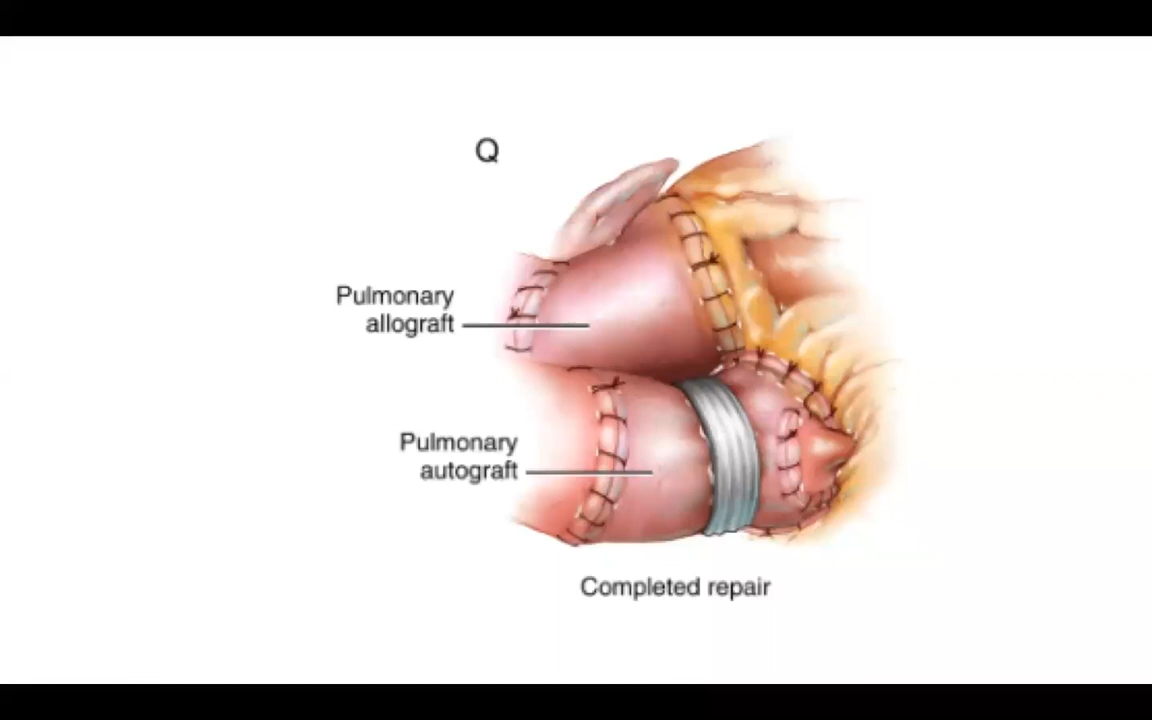 Q
Pulmonary
allograft
Pulmonary
autograft
Completed repair